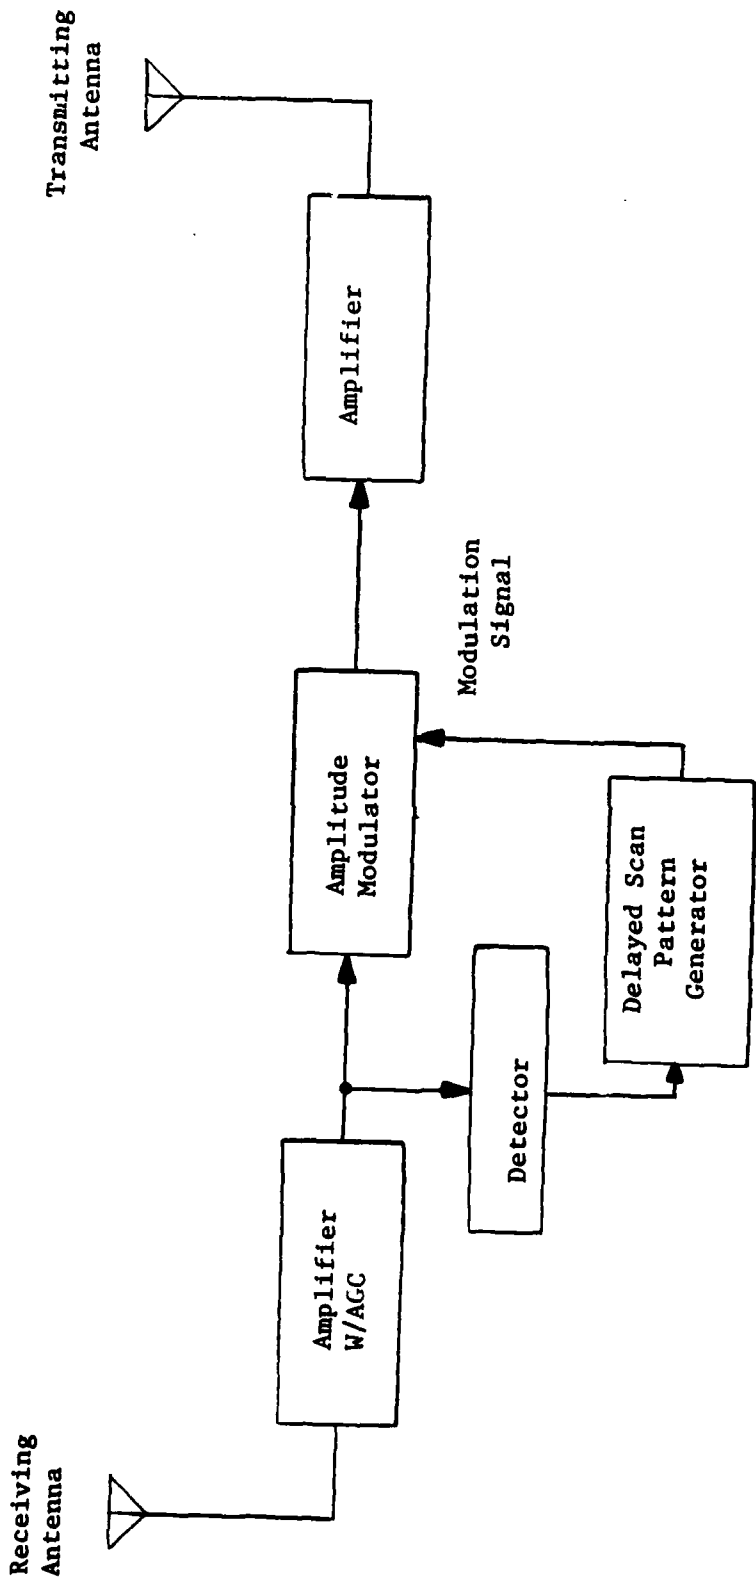 Receiving
Antenna
Amplifier
W/AGC
Detector
Amplitude
Modulator
Delayed Scan
Pattern
Generator
Modulation
Signal
Amplifier
Transmitting
Antenna